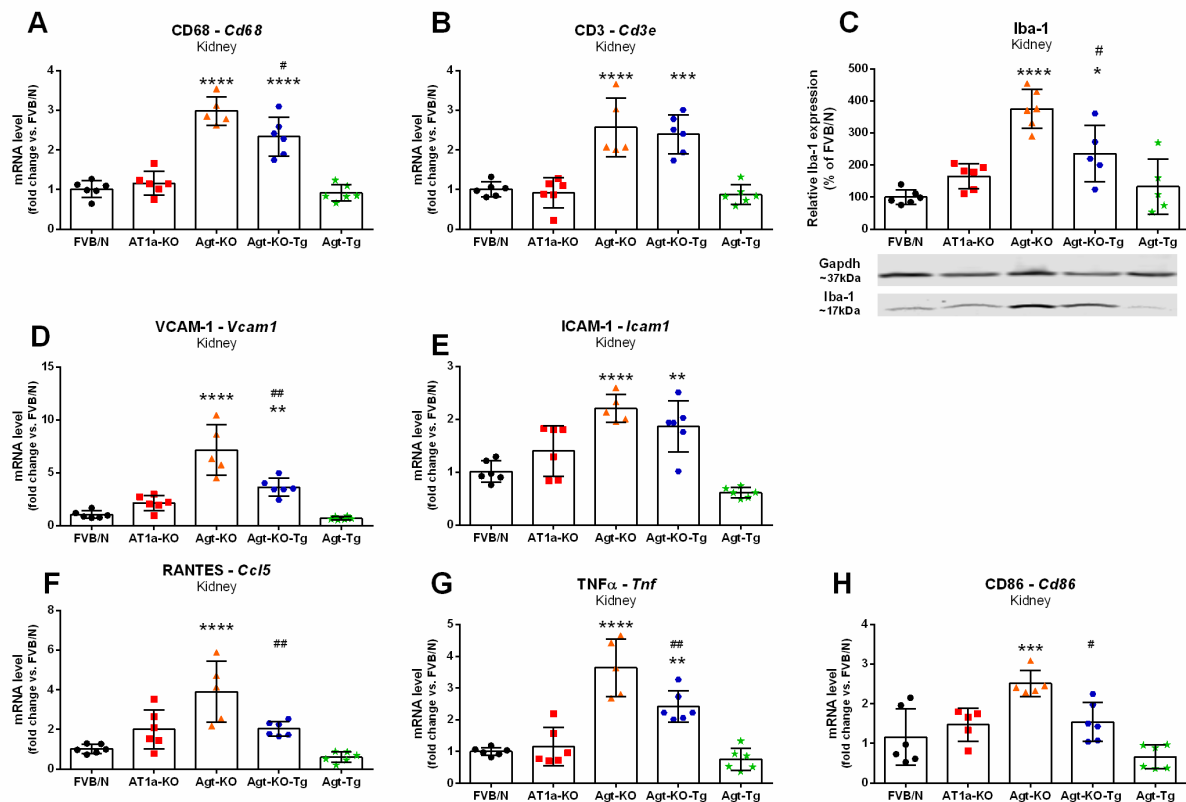 A
CD68 - Cd68
Kidney
mRNA level
(fold change vs. FVB/N)
4
3
2
1
0
****
#
****
FVB/N AT1a-KO Agt-KO Agt-KO-Tg Agt-Tg
B
CD3 - Cd3e
Kidney
mRNA level
(fold change vs. FVB/N)
4
3
2
1
0
**** ***
FVB/N AT1a-KO Agt-KO Agt-KO-Tg Agt-Tg
C
Iba-1
Kidney
Relative Iba-1 expression
(% of FVB/N)
500
400
300
200
100
0
****
#
*
FVB/N AT1a-KO Agt-KO Agt-KO-Tg Agt-Tg
Gapdh
~37kDa
Iba-1
~17kDa
D
VCAM-1 - Vcam1
Kidney
mRNA level
(fold change vs. FVB/N)
15
10
5
0
****
##
**
FVB/N AT1a-KO Agt-KO Agt-KO-Tg Agt-Tg
E
ICAM-1 - Icam1
Kidney
mRNA level
(fold change vs. FVB/N)
3
2
1
0
**** **
FVB/N AT1a-KO Agt-KO Agt-KO-Tg Agt-Tg
F
RANTES - Ccl5
Kidney
mRNA level
(fold change vs. FVB/N)
8
6
4
2
0
****
##
FVB/N AT1a-KO Agt-KO Agt-KO-Tg Agt-Tg
G
TNFα - Tnf
Kidney
mRNA level
(fold change vs. FVB/N)
5
4
3
2
1
0
****
##
**
FVB/N AT1a-KO Agt-KO Agt-KO-Tg Agt-Tg
H
CD86 - Cd86
Kidney
mRNA level
(fold change vs. FVB/N)
4
3
2
1
0
***
#
FVB/N AT1a-KO Agt-KO Agt-KO-Tg Agt-Tg